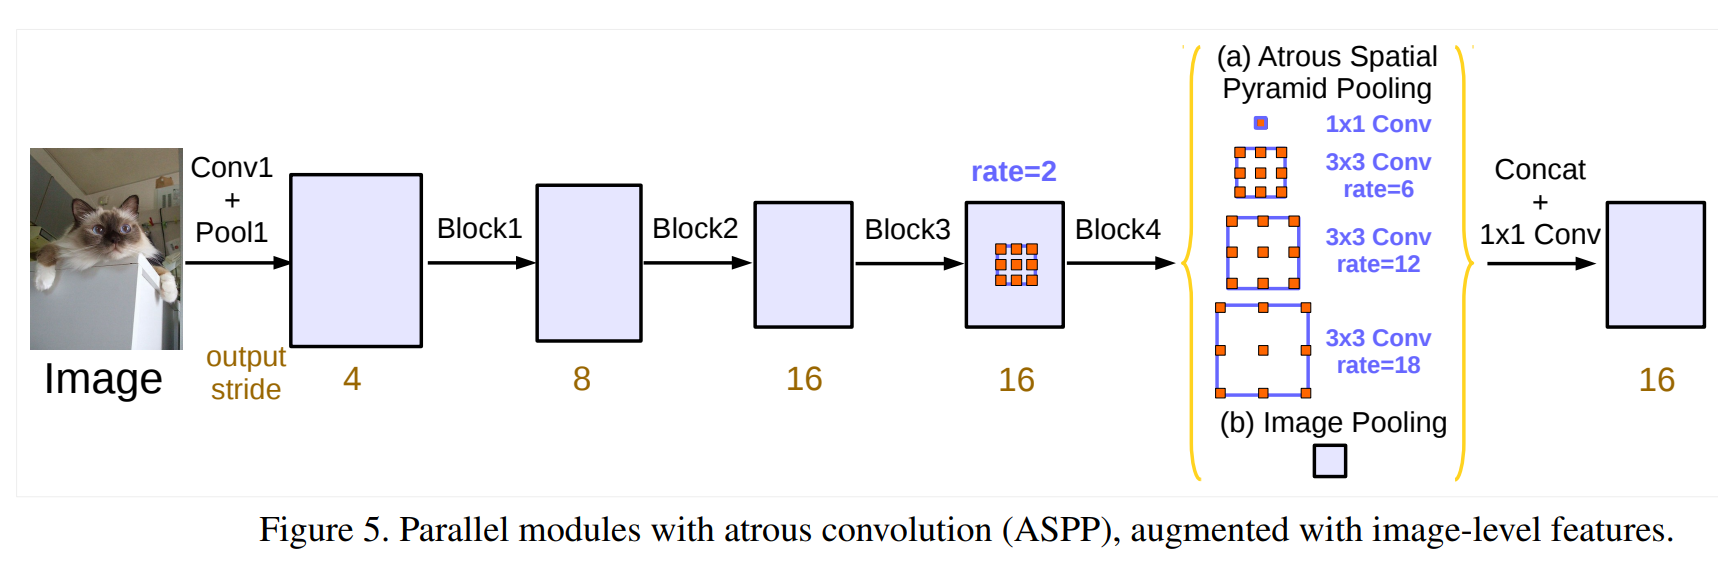 (a) Atrous Spatial
Pyramid Pooling
1x1 Conv
3x3 Conv
rate=6
3x3 Conv
rate=12
3x3 Conv
rate=18
(b) Image Pooling
Conv1
+
Pool1
Block1
Block2
rate=2
Block3
Block4
Concat
+
1x1 Conv
Image
output
stride
4
8
16
16
16
Figure 5. Parallel modules with atrous convolution (ASPP), augmented with image-level features.